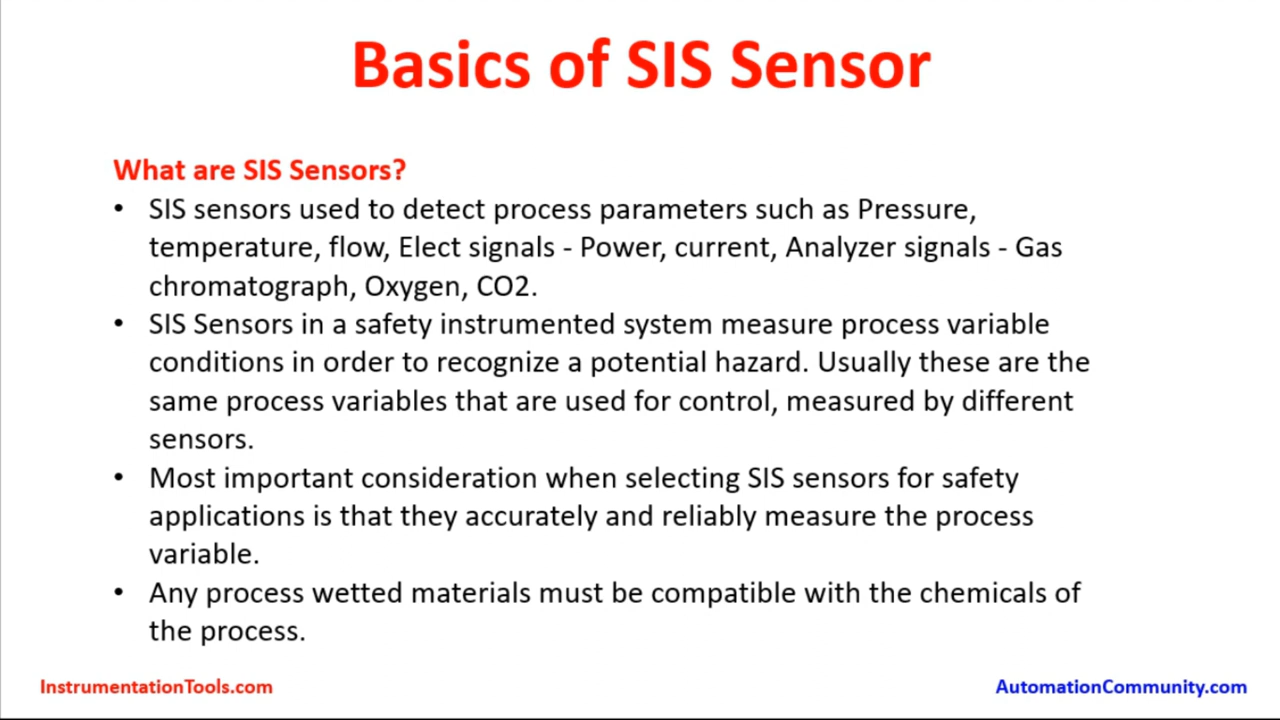 Basics of SIS Sensor
What are SIS Sensors?
• SIS sensors used to detect process parameters such as Pressure,
temperature, flow, Elect signals - Power, current, Analyzer signals - Gas
chromatograph, Oxygen, CO2.
• SIS Sensors in a safety instrumented system measure process variable
conditions in order to recognize a potential hazard. Usually these are the
same process variables that are used for control, measured by different
sensors.
• Most important consideration when selecting SIS sensors for safety
applications is that they accurately and reliably measure the process
variable.
• Any process wetted materials must be compatible with the chemicals of
the process.
InstrumentationTools.com
AutomationCommunity.com